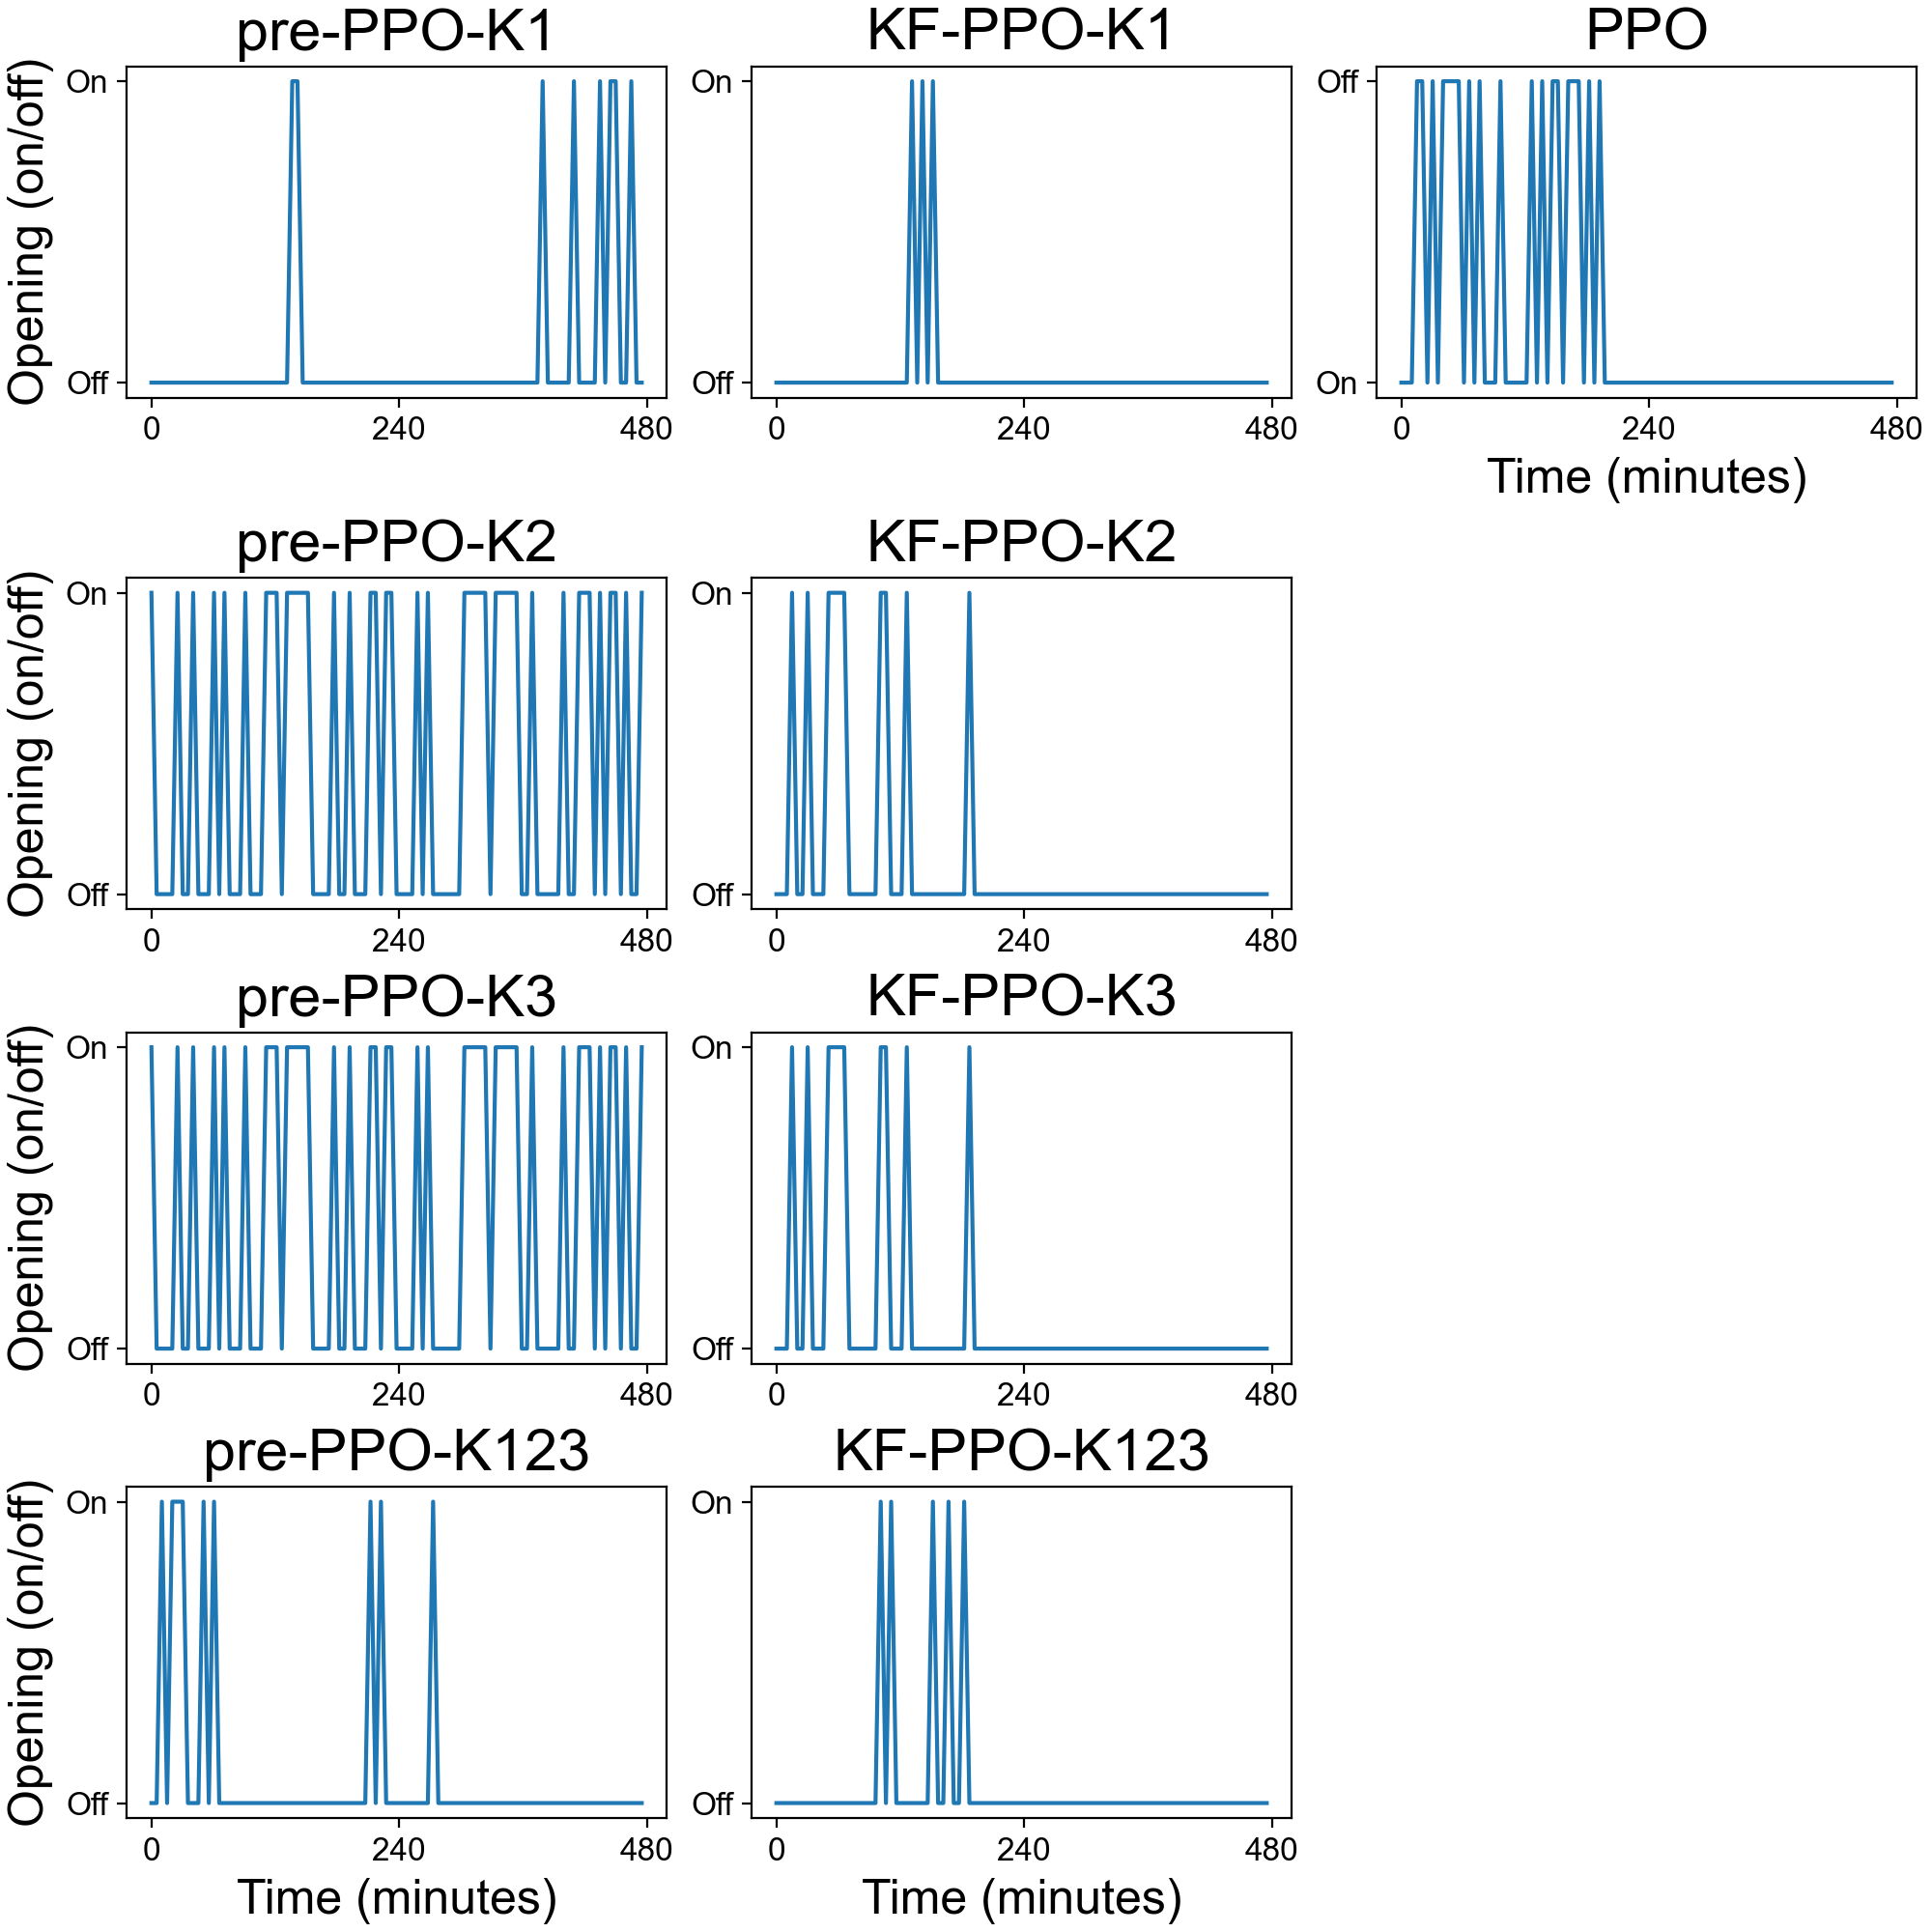 pre-PPO-K1
KF-PPO-K1
PPO
Opening (on/off)
On
Off
0 240 480
On
Off
0 240 480
Off
On
0 240 480
Time (minutes)
pre-PPO-K2
KF-PPO-K2
Opening (on/off)
On
Off
0 240 480
On
Off
0 240 480
pre-PPO-K3
KF-PPO-K3
Opening (on/off)
On
Off
0 240 480
On
Off
0 240 480
pre-PPO-K123
KF-PPO-K123
Opening (on/off)
On
Off
0 240 480
Time (minutes)
On
Off
0 240 480
Time (minutes)